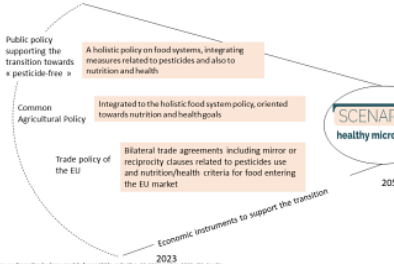 Public policy
supporting the
transition towards
« pesticide-free »
A holistic policy on food systems, integrating
measures related to pesticides and also to
nutrition and health
Common
Agricultural Policy
Integrated to the holistic food system policy, oriented
towards nutrition and health goals
Trade policy of
the EU
Bilateral trade agreements including mirror or
reciprocity clauses related to pesticides use
and nutrition/health criteria for food entering
the EU market
SCENAR
healthy micro
205
Economic instruments to support the transition
2023